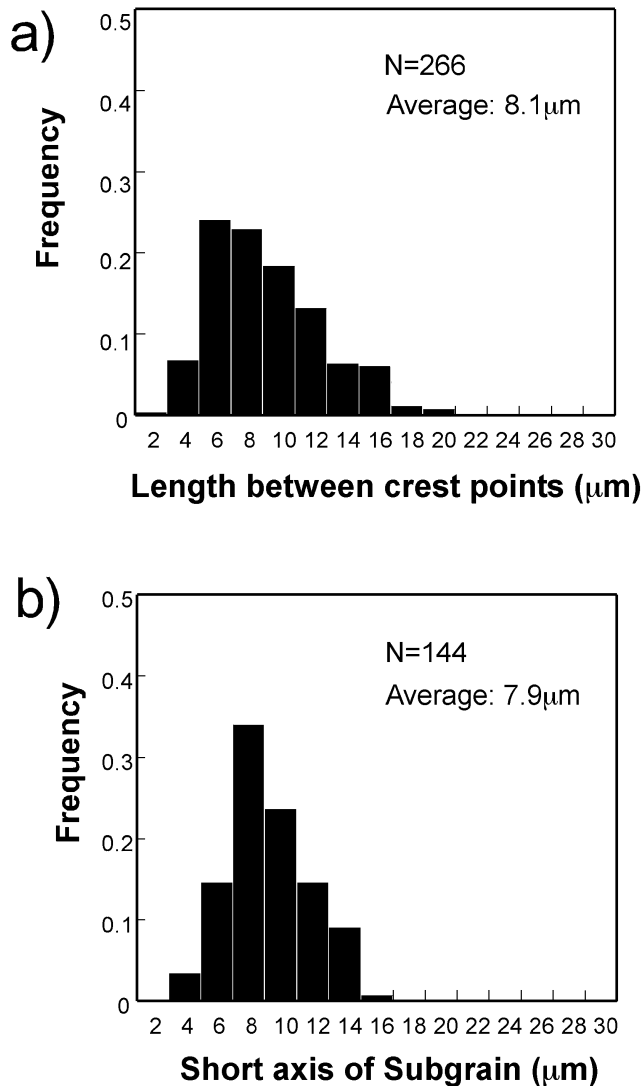 a)
0.5
N=266
Average: 8.1μm
0.4
Frequency
0.3
0.2
0.1
0
2 4 6 8 10 12 14 16 18 20 22 24 26 28 30
Length between crest points (μm)
b)
0.5
N=144
Average: 7.9μm
0.4
Frequency
0.3
0.2
0.1
0
2 4 6 8 10 12 14 16 18 20 22 24 26 28 30
Short axis of Subgrain (μm)